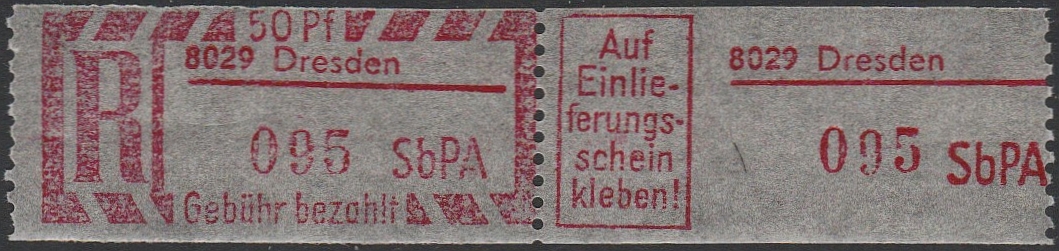 50 Pf
R
8029 Dresden
095 SbPA
Gebühr bezahlt
Auf
Einlie-
ferungs-
schein
kleben!
8029 Dresden
095 SbPA